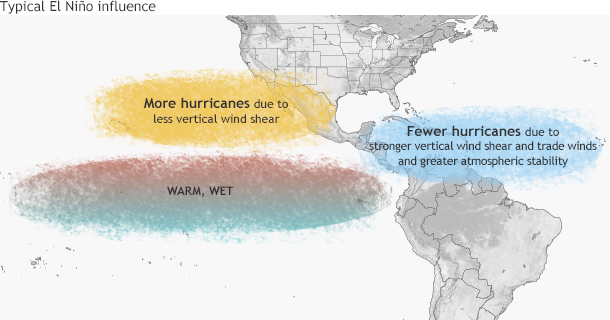 Typical El Niño influence
More hurricanes due to
less vertical wind shear
Fewer hurricanes due to
stronger vertical wind shear and trade winds
and greater atmospheric stability
WARM, WET